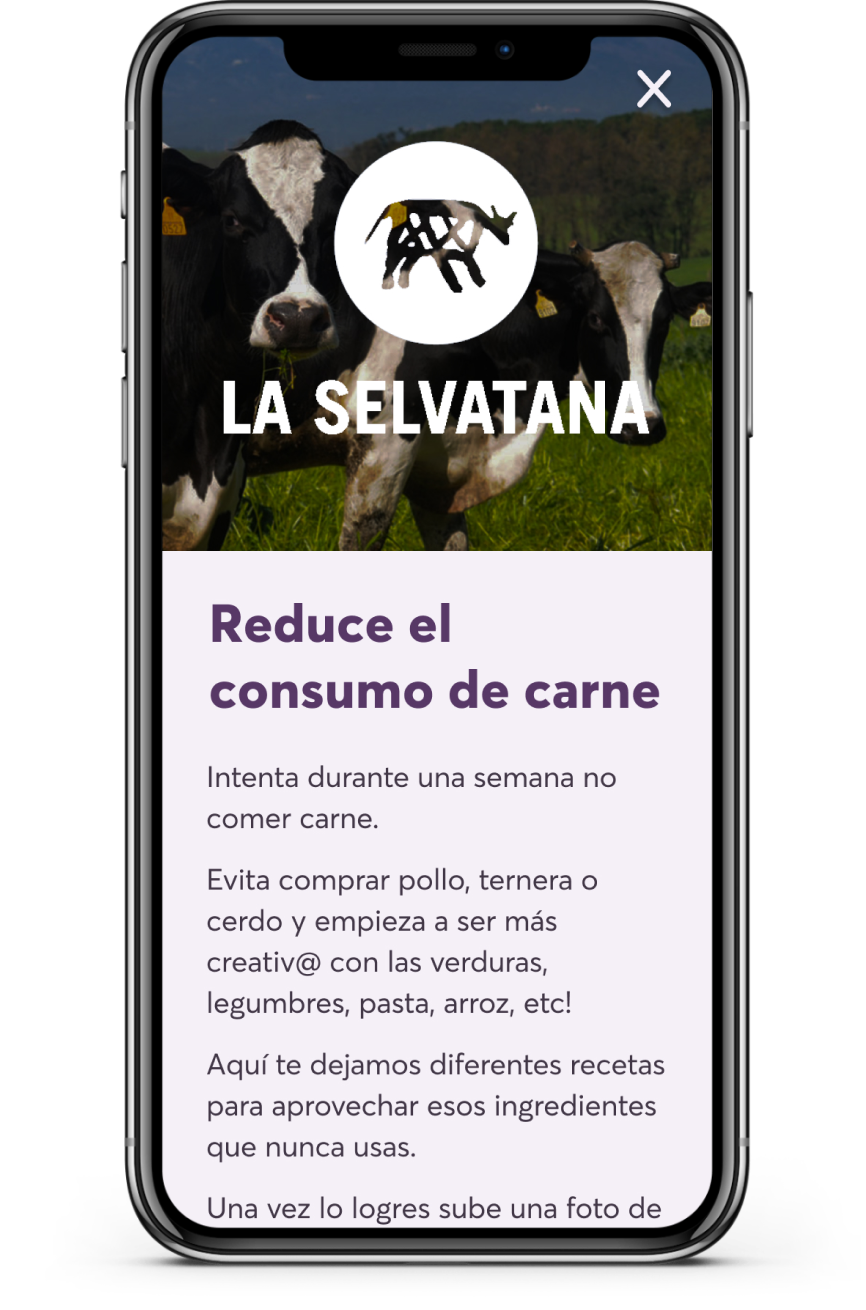 LA SELVATANA
Reduce el
consumo de carne
Intenta durante una semana no
comer carne.
Evita comprar pollo, ternera o
cerdo y empieza a ser más
creativ@ con las verduras,
legumbres, pasta, arroz, etc!
Aquí te dejamos diferentes recetas
para aprovechar esos ingredientes
que nunca usas.
Una vez lo logres sube una foto de